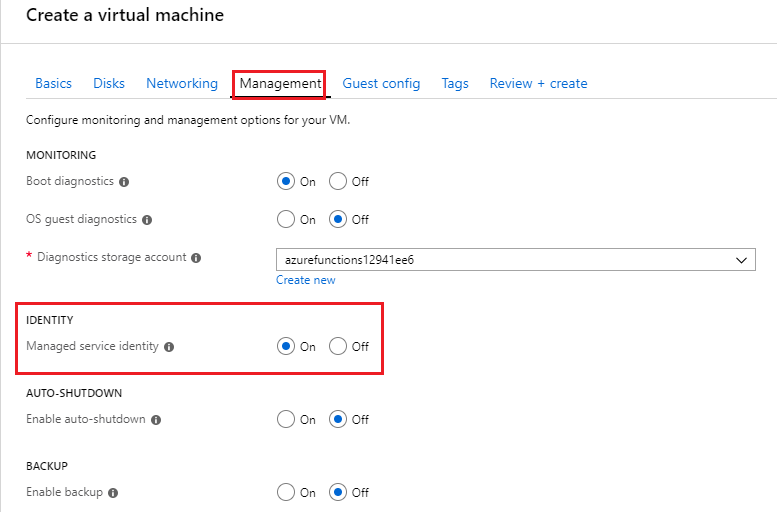 Create a virtual machine
Basics Disks Networking Management Guest config Tags Review + create
Configure monitoring and management options for your VM.
MONITORING
Boot diagnostics On Off
OS guest diagnostics On Off
* Diagnostics storage account azurefunctions12941ee6
Create new
IDENTITY
Managed service identity On Off
AUTO-SHUTDOWN
Enable auto-shutdown On Off
BACKUP
Enable backup On Off